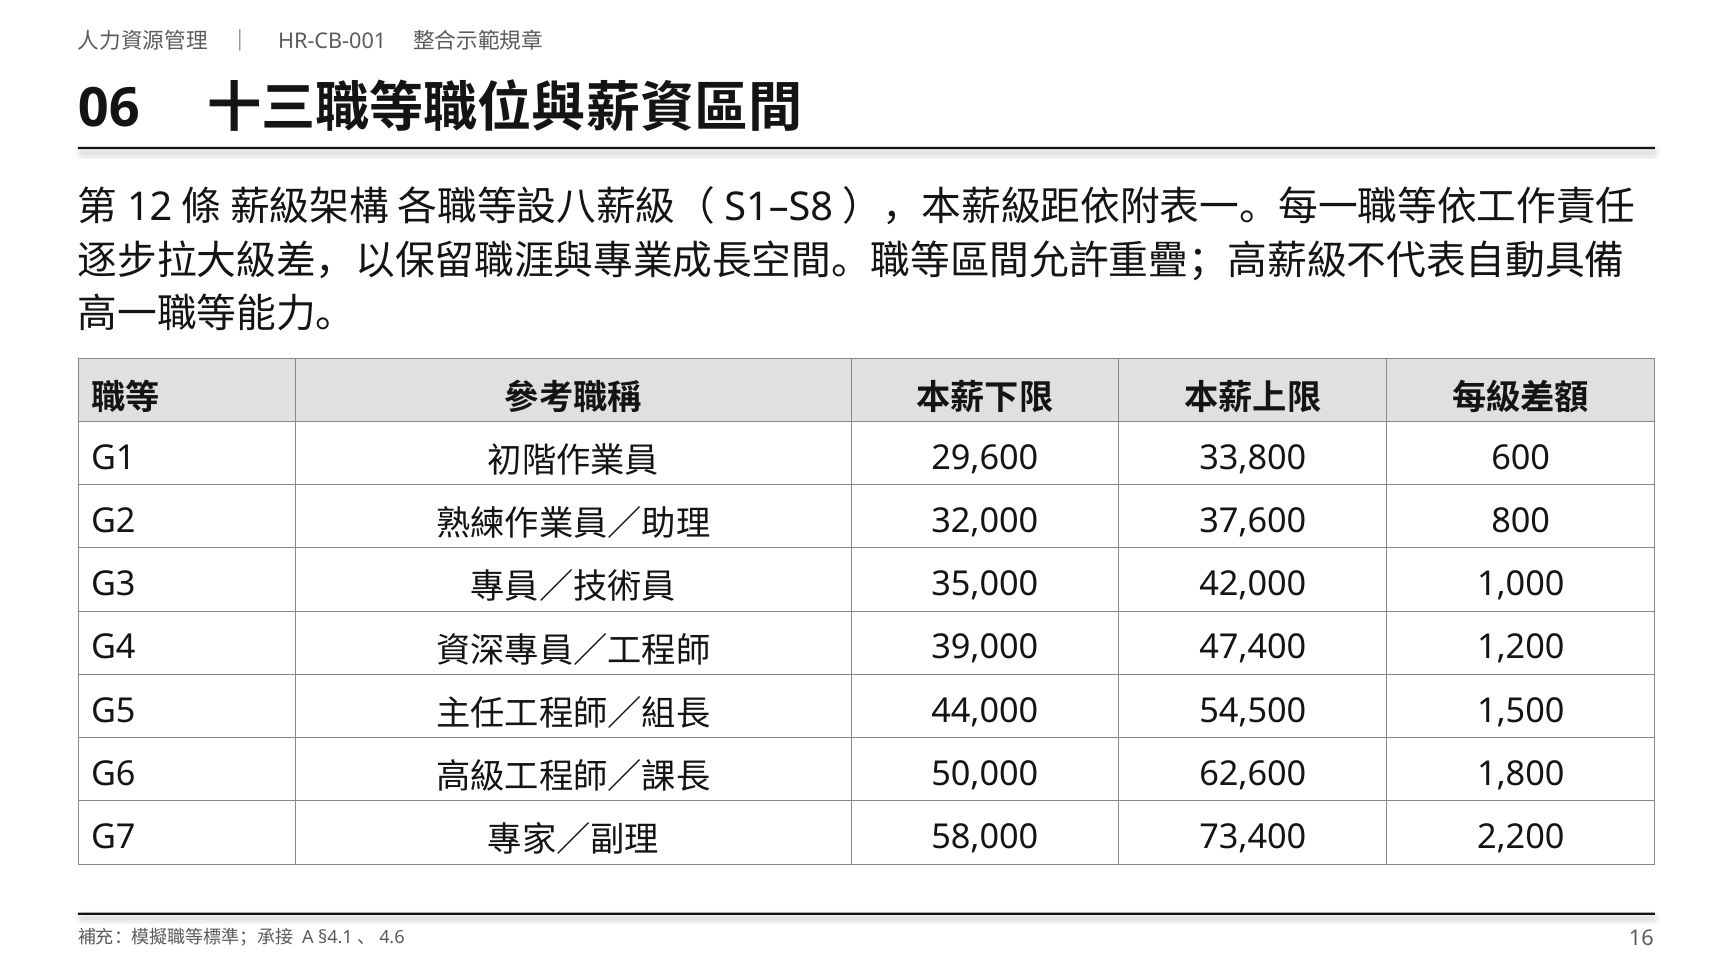 人力資源管理 ｜ HR-CB-001 整合示範規章
06 十三職等職位與薪資區間
第 12 條 薪級架構 各職等設八薪級（ S1–S8 ），本薪級距依附表一。每一職等依工作責任
逐步拉大級差，以保留職涯與專業成長空間。職等區間允許重疊；高薪級不代表自動具備
高一職等能力。
職等 參考職稱 本薪下限 本薪上限 每級差額
G1 初階作業員 29,600 33,800 600
G2 熟練作業員／助理 32,000 37,600 800
G3 專員／技術員 35,000 42,000 1,000
G4 資深專員／工程師 39,000 47,400 1,200
G5 主任工程師／組長 44,000 54,500 1,500
G6 高級工程師／課長 50,000 62,600 1,800
G7 專家／副理 58,000 73,400 2,200
補充：模擬職等標準；承接 A §4.1 、 4.6
16